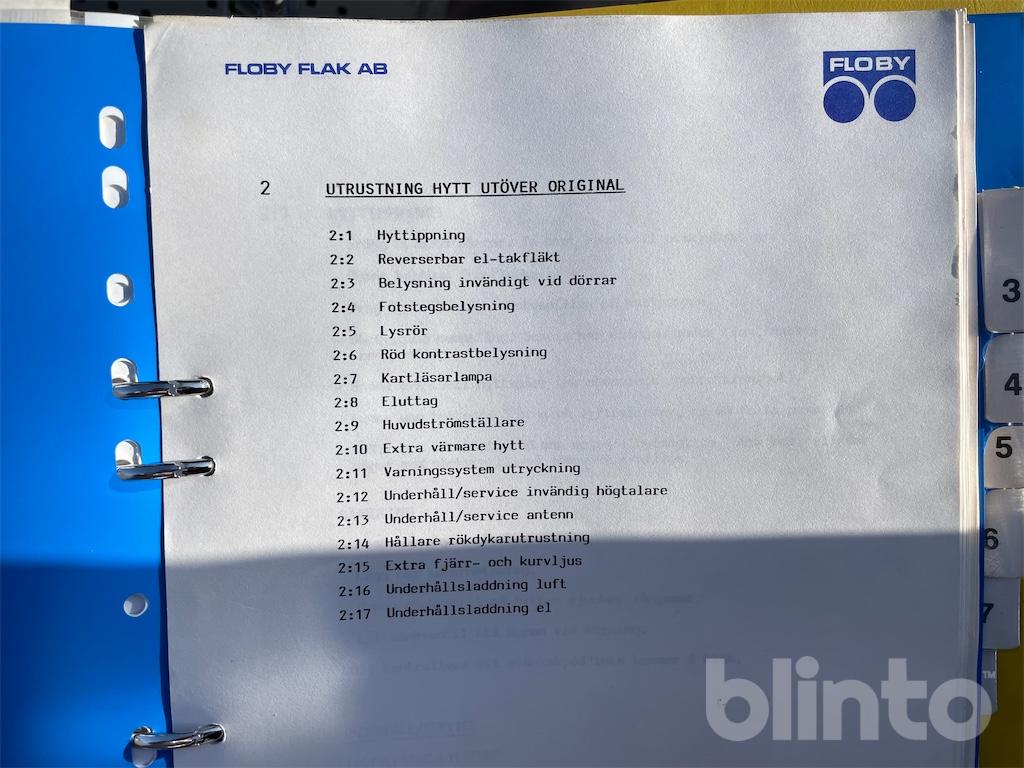 FLOBY FLAK AB
FLOBY
2 UTRUSTNING HYTT UTÖVER ORIGINAL
2:1 Hyttippning
2:2 Reverserbar el-takfläkt
2:3 Belysning invändigt vid dörrar
2:4 Fotstegsbelysning
2:5 Lysrör
2:6 Röd kontrastbelysning
2:7 Kartläsarlampa
2:8 Eluttag
2:9 Huvudströmställare
2:10 Extra värmare hytt
2:11 Varningssystem utryckning
2:12 Underhåll/service invändig högtalare
2:13 Underhåll/service antenn
2:14 Hållare rökdykarutrustning
2:15 Extra fjärr- och kurvljus
2:16 Underhållsladdning luft
2:17 Underhållsladdning el
3
4
5
6
7
blinto™